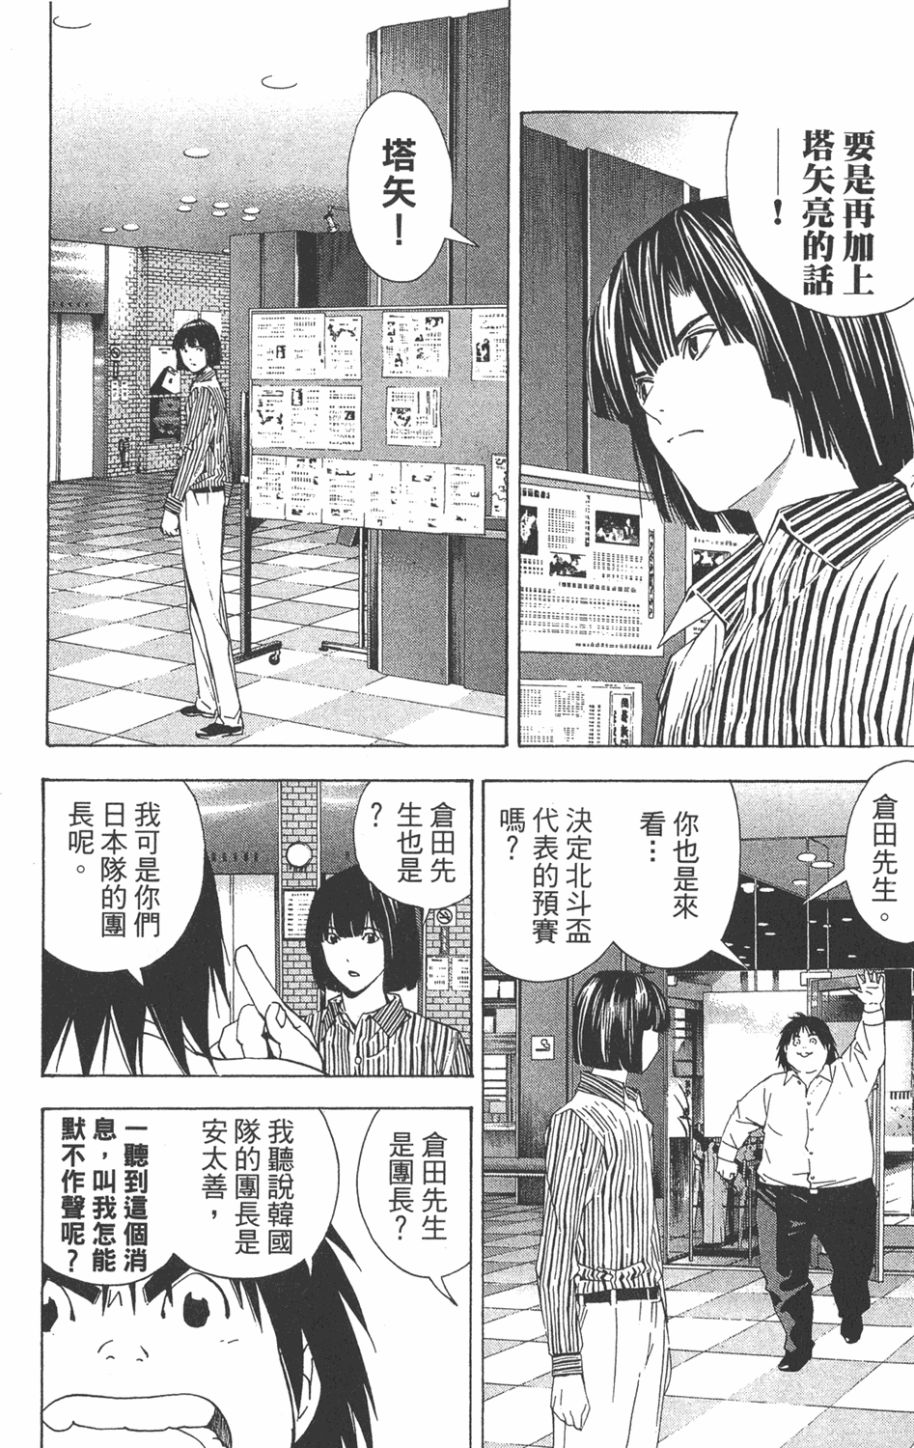 要是再加上
塔矢亮的話
——！
塔矢！
倉田先生。
你也是來
看…
決定北斗盃
代表的預賽
嗎？
倉田先
生也是
？
我可是你們
日本隊的團
長呢。
倉田先生
是團長？
我聽說韓國
隊的團長是
安太善，
一聽到這個消
息，叫我怎能
默不作聲呢？